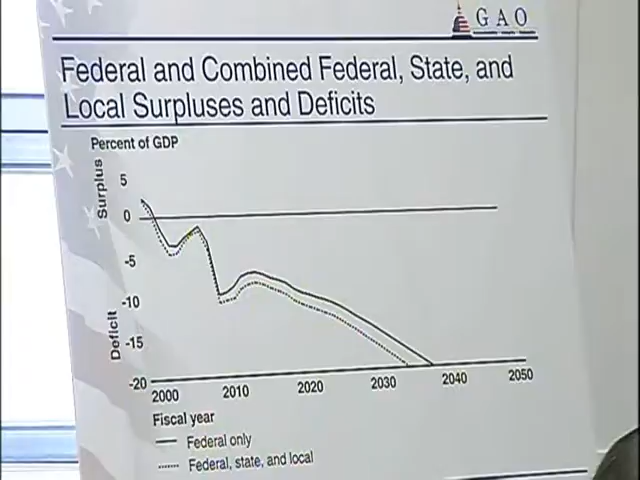 GAO
Federal and Combined Federal, State, and
Local Surpluses and Deficits
Percent of GDP
Surplus
Deficit
5
0
-5
-10
-15
-20
2000 2010 2020 2030 2040 2050
Fiscal year
Federal only
Federal, state, and local